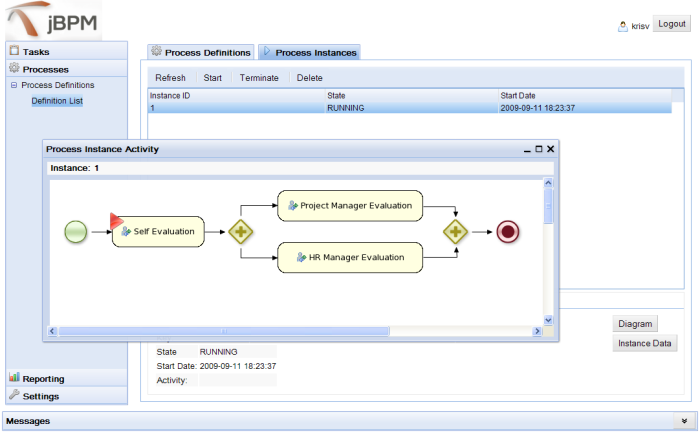 jBPM
krisv Logout
Tasks
Processes
Process Definitions
Definition List
Process Definitions Process Instances
Refresh Start Terminate Delete
Instance ID State Start Date
1 RUNNING 2009-09-11 18:23:37
Process Instance Activity
Instance: 1
Self Evaluation
Project Manager Evaluation
HR Manager Evaluation
Diagram
Instance Data
State RUNNING
Start Date: 2009-09-11 18:23:37
Activity:
Reporting
Settings
Messages